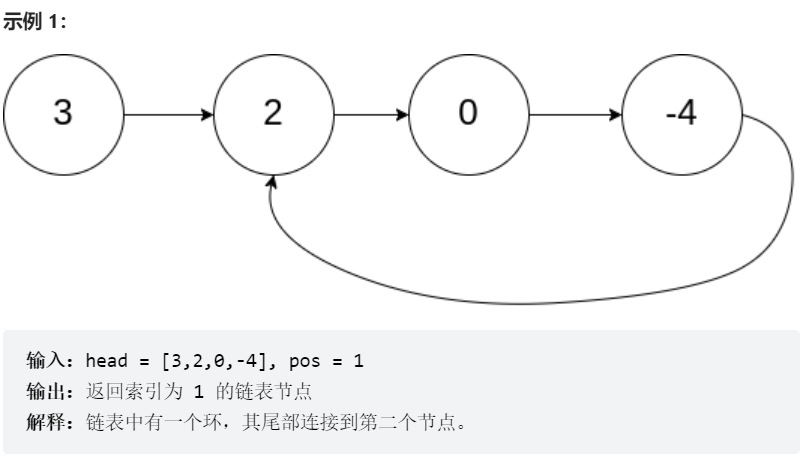 示例 1：
3 2 0 -4
输入：head = [3,2,0,-4], pos = 1
输出：返回索引为 1 的链表节点
解释：链表中有一个环，其尾部连接到第二个节点。